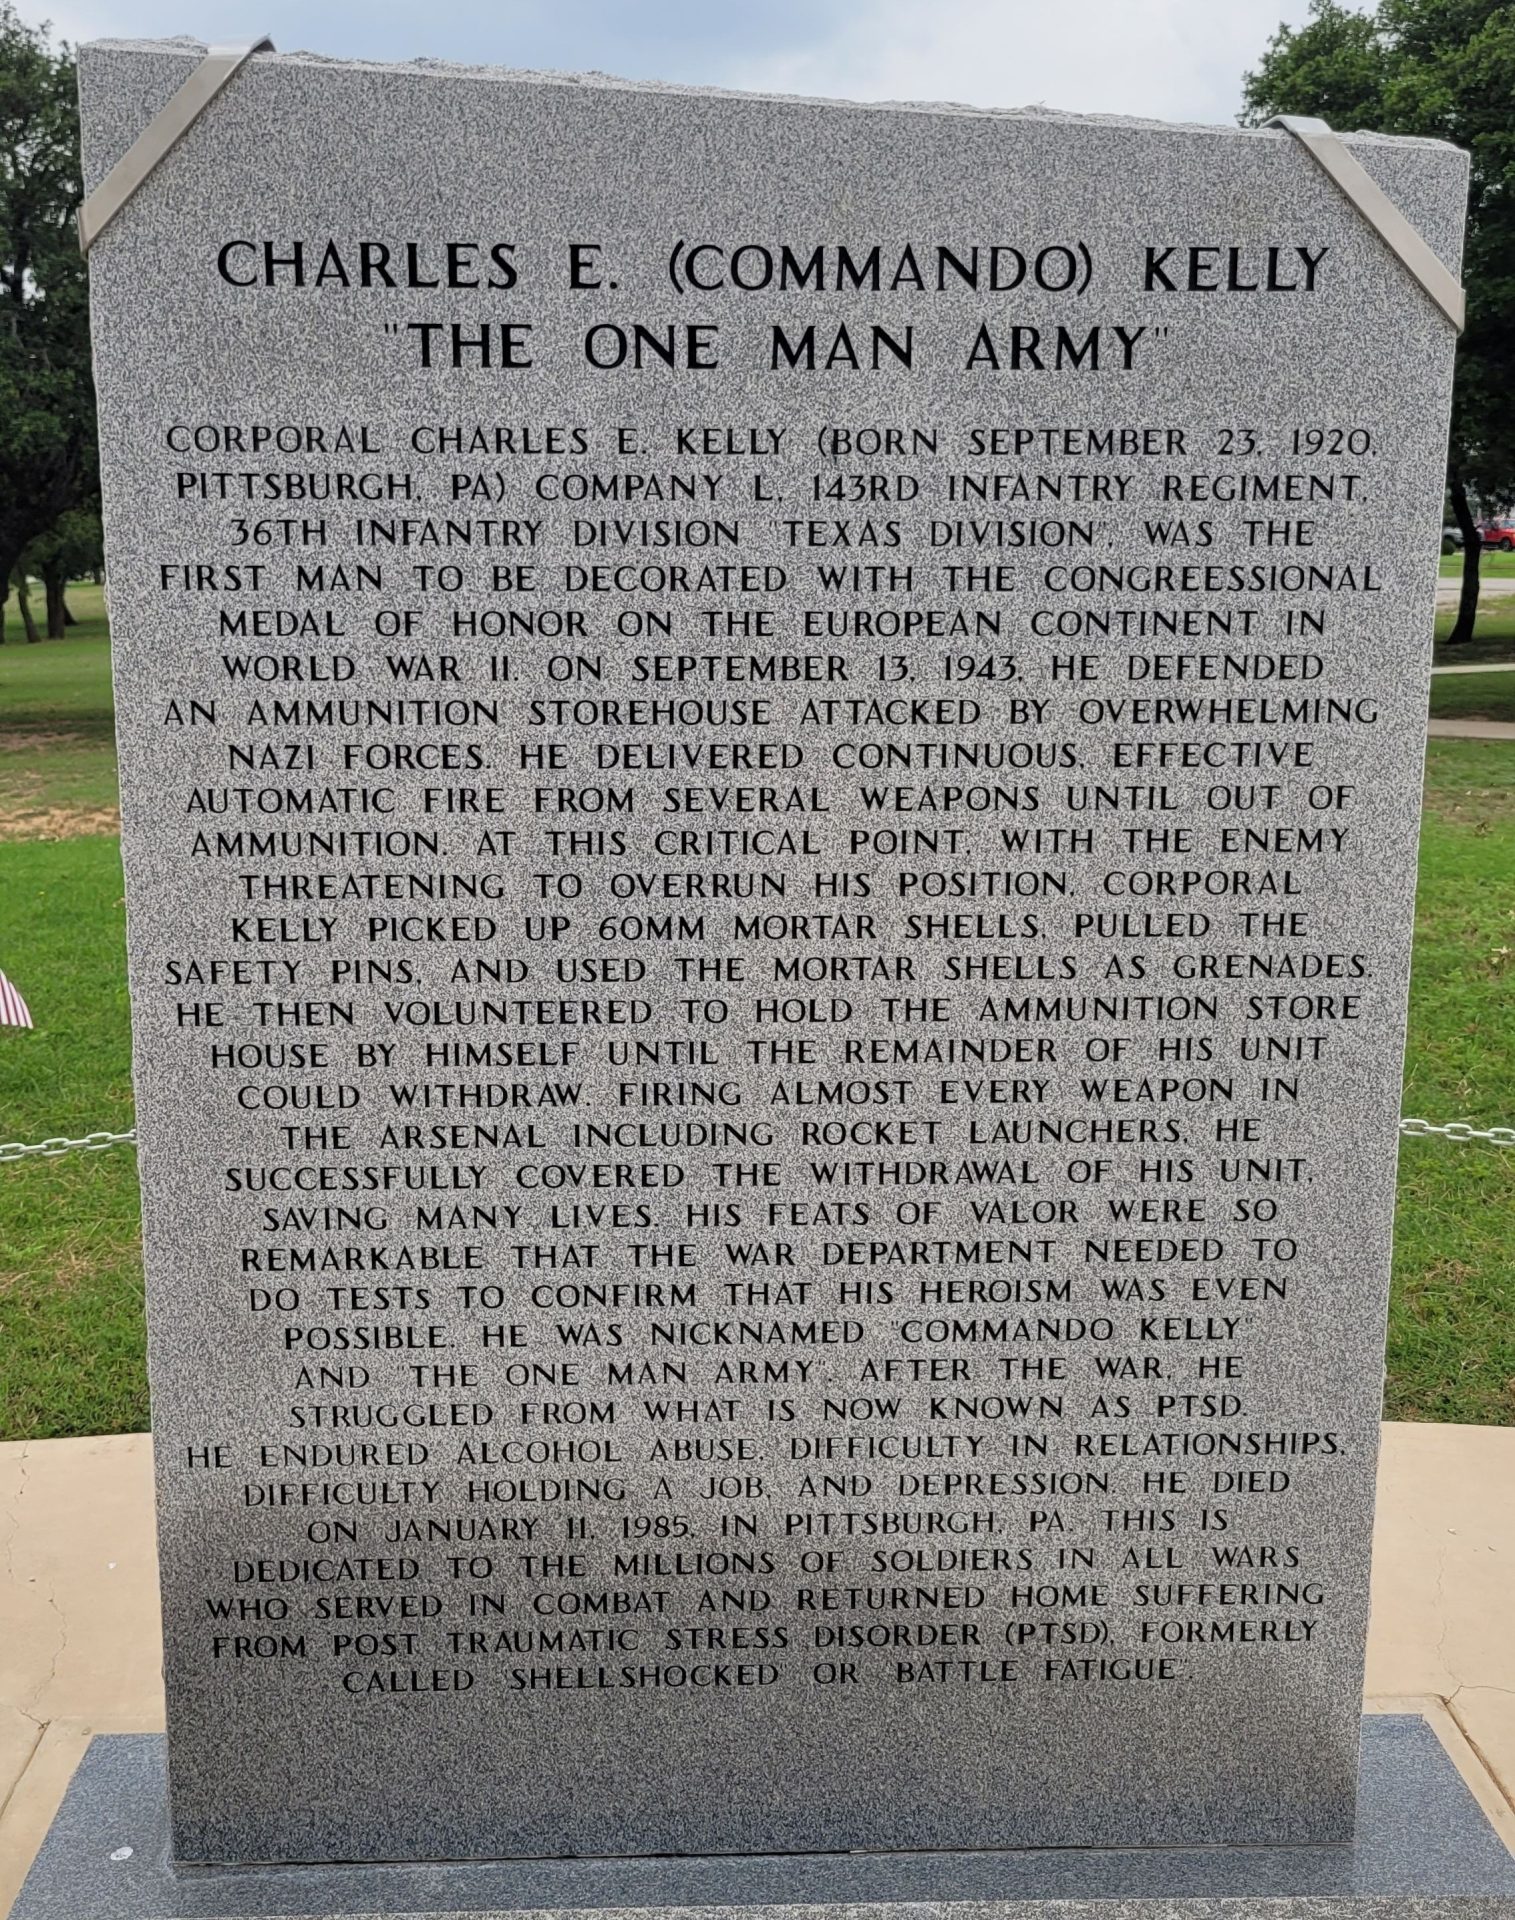 CHARLES E. (COMMANDO) KELLY
"THE ONE MAN ARMY"
CORPORAL CHARLES E. KELLY (BORN SEPTEMBER 23, 1920,
PITTSBURGH, PA) COMPANY L, 143RD INFANTRY REGIMENT,
36TH INFANTRY DIVISION "TEXAS DIVISION", WAS THE
FIRST MAN TO BE DECORATED WITH THE CONGREESSIONAL
MEDAL OF HONOR ON THE EUROPEAN CONTINENT IN
WORLD WAR II. ON SEPTEMBER 13, 1943, HE DEFENDED
AN AMMUNITION STOREHOUSE ATTACKED BY OVERWHELMING
NAZI FORCES. HE DELIVERED CONTINUOUS, EFFECTIVE
AUTOMATIC FIRE FROM SEVERAL WEAPONS UNTIL OUT OF
AMMUNITION. AT THIS CRITICAL POINT, WITH THE ENEMY
THREATENING TO OVERRUN HIS POSITION, CORPORAL
KELLY PICKED UP 60MM MORTAR SHELLS, PULLED THE
SAFETY PINS, AND USED THE MORTAR SHELLS AS GRENADES.
HE THEN VOLUNTEERED TO HOLD THE AMMUNITION STORE
HOUSE BY HIMSELF UNTIL THE REMAINDER OF HIS UNIT
COULD WITHDRAW. FIRING ALMOST EVERY WEAPON IN
THE ARSENAL INCLUDING ROCKET LAUNCHERS, HE
SUCCESSFULLY COVERED THE WITHDRAWAL OF HIS UNIT,
SAVING MANY LIVES. HIS FEATS OF VALOR WERE SO
REMARKABLE THAT THE WAR DEPARTMENT NEEDED TO
DO TESTS TO CONFIRM THAT HIS HEROISM WAS EVEN
POSSIBLE. HE WAS NICKNAMED "COMMANDO KELLY"
AND "THE ONE MAN ARMY". AFTER THE WAR, HE
STRUGGLED FROM WHAT IS NOW KNOWN AS PTSD.
HE ENDURED ALCOHOL ABUSE, DIFFICULTY IN RELATIONSHIPS,
DIFFICULTY HOLDING A JOB, AND DEPRESSION. HE DIED
ON JANUARY 11, 1985, IN PITTSBURGH, PA. THIS IS
DEDICATED TO THE MILLIONS OF SOLDIERS IN ALL WARS
WHO SERVED IN COMBAT AND RETURNED HOME SUFFERING
FROM POST TRAUMATIC STRESS DISORDER (PTSD), FORMERLY
CALLED "SHELLSHOCKED" OR "BATTLE FATIGUE".